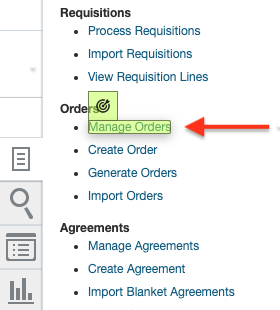 Requisitions
Process Requisitions
Import Requisitions
View Requisition Lines
Orders
Manage Orders
Create Order
Generate Orders
Import Orders
Agreements
Manage Agreements
Create Agreement
Import Blanket Agreements